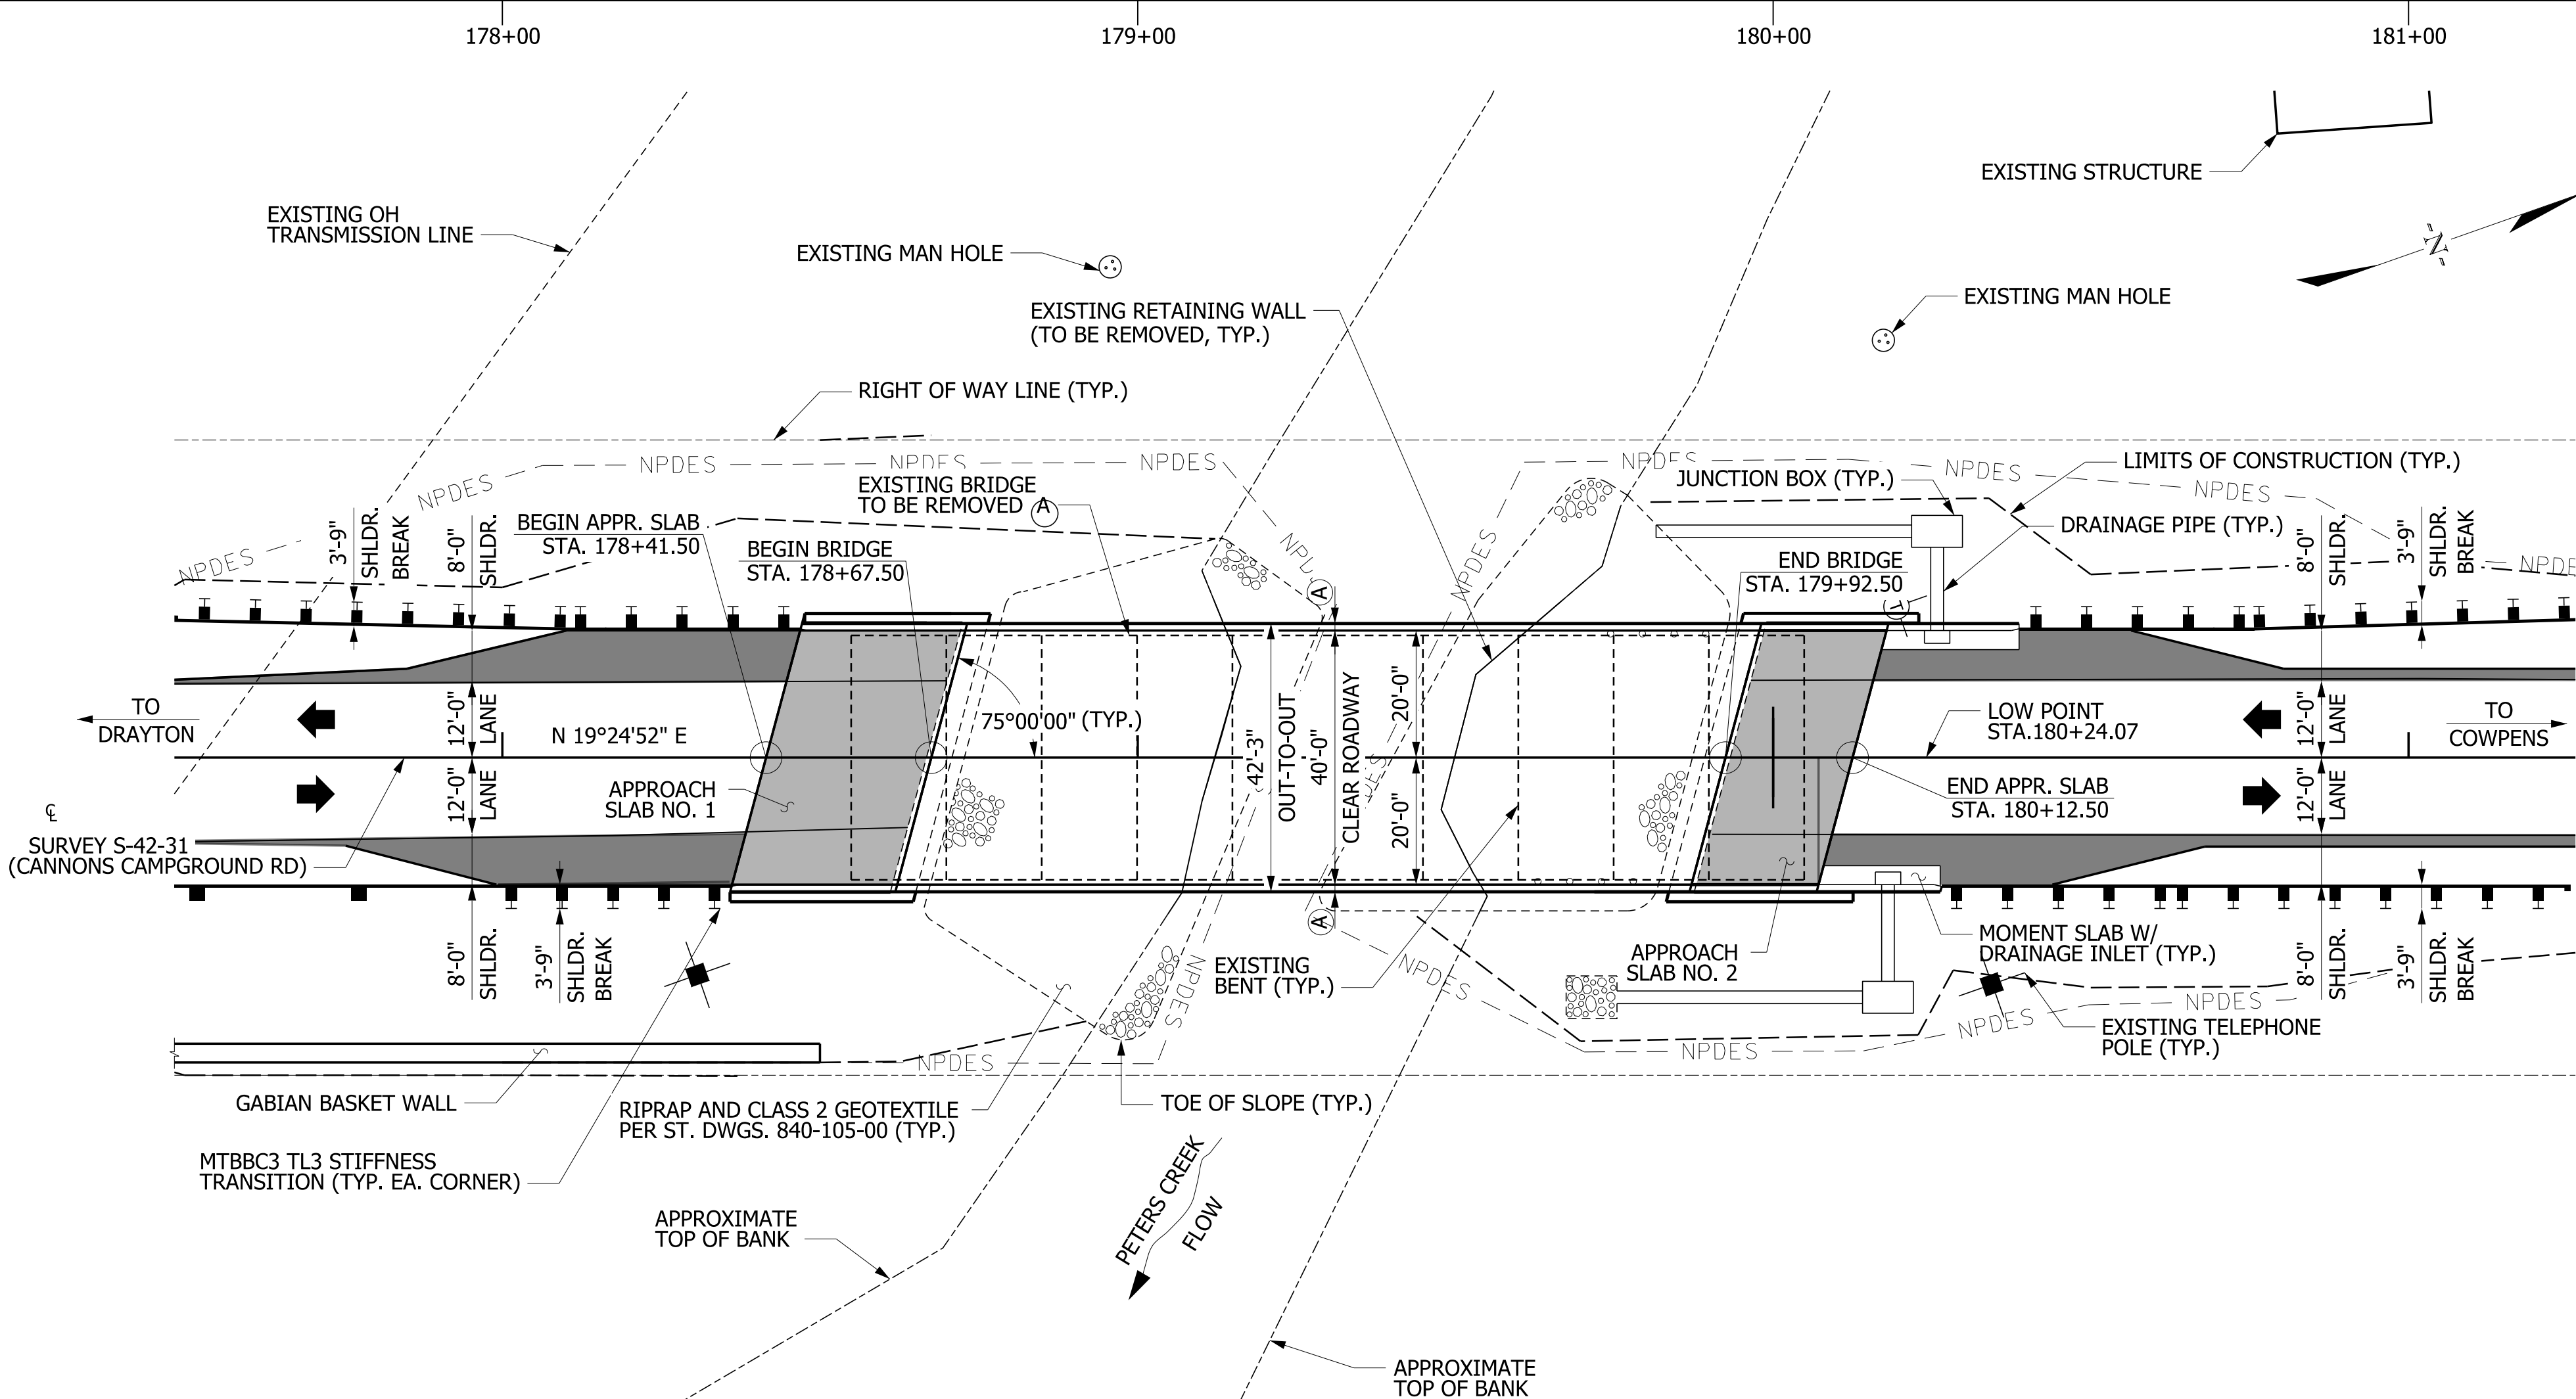 178+00
179+00
180+00
181+00
EXISTING STRUCTURE
EXISTING OH
TRANSMISSION LINE
N
EXISTING MAN HOLE
EXISTING MAN HOLE
EXISTING RETAINING WALL
(TO BE REMOVED, TYP.)
RIGHT OF WAY LINE (TYP.)
NPDES
NPDES
NPDES
NPDES
NPDES
NPDES
NPDES
NPDES
NPDES
NPDES
LIMITS OF CONSTRUCTION (TYP.)
JUNCTION BOX (TYP.)
EXISTING BRIDGE
TO BE REMOVED A
3'-9"
SHLDR.
BREAK
8'-0"
SHLDR.
BEGIN APPR. SLAB
STA. 178+41.50
BEGIN BRIDGE
STA. 178+67.50
DRAINAGE PIPE (TYP.)
END BRIDGE
STA. 179+92.50
8'-0"
SHLDR.
3'-9"
SHLDR.
BREAK
NPDE
A
T
TO
DRAYTON
12'-0"
LANE
N 19°24'52" E
75°00'00" (TYP.)
42'-3"
OUT-TO-OUT
40'-0"
CLEAR ROADWAY
20'-0"
20'-0"
LOW POINT
STA.180+24.07
12'-0"
LANE
TO
COWPENS
12'-0"
LANE
APPROACH
SLAB NO. 1
END APPR. SLAB
STA. 180+12.50
12'-0"
LANE
℄
SURVEY S-42-31
(CANNONS CAMPGROUND RD)
8'-0"
SHLDR.
3'-9"
SHLDR.
BREAK
A
EXISTING
BENT (TYP.)
APPROACH
SLAB NO. 2
MOMENT SLAB W/
DRAINAGE INLET (TYP.)
8'-0"
SHLDR.
3'-9"
SHLDR.
BREAK
NPDES
NPDES
NPDES
NPDES
NPDES
NPDES
EXISTING TELEPHONE
POLE (TYP.)
GABIAN BASKET WALL
RIPRAP AND CLASS 2 GEOTEXTILE
PER ST. DWGS. 840-105-00 (TYP.)
TOE OF SLOPE (TYP.)
MTBBC3 TL3 STIFFNESS
TRANSITION (TYP. EA. CORNER)
PETERS CREEK
FLOW
APPROXIMATE
TOP OF BANK
APPROXIMATE
TOP OF BANK